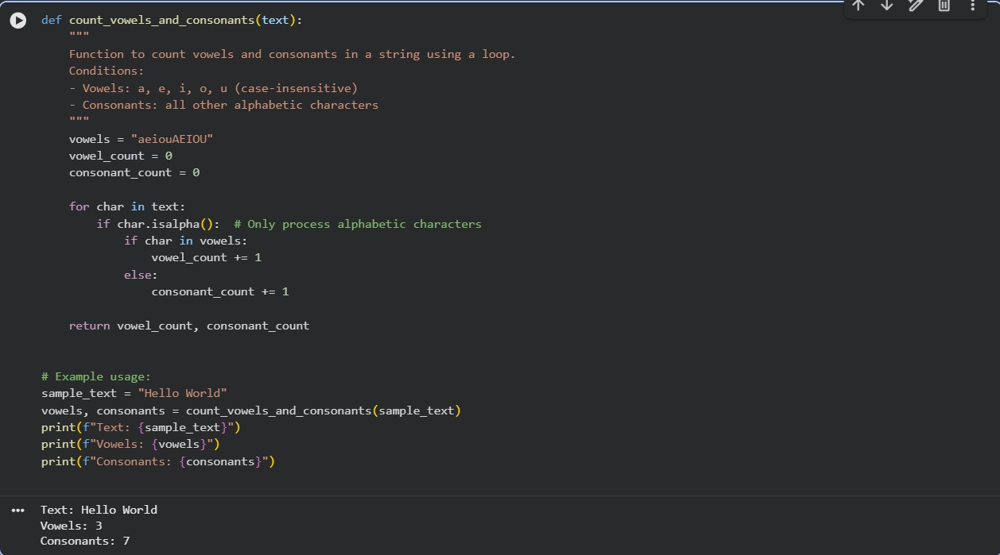 def count_vowels_and_consonants(text):
    """
    Function to count vowels and consonants in a string using a loop.
    Conditions:
    - Vowels: a, e, i, o, u (case-insensitive)
    - Consonants: all other alphabetic characters
    """
    vowels = "aeiouAEIOU"
    vowel_count = 0
    consonant_count = 0

    for char in text:
        if char.isalpha():  # Only process alphabetic characters
            if char in vowels:
                vowel_count += 1
            else:
                consonant_count += 1

    return vowel_count, consonant_count


# Example usage:
sample_text = "Hello World"
vowels, consonants = count_vowels_and_consonants(sample_text)
print(f"Text: {sample_text}")
print(f"Vowels: {vowels}")
print(f"Consonants: {consonants}")

Text: Hello World
Vowels: 3
Consonants: 7